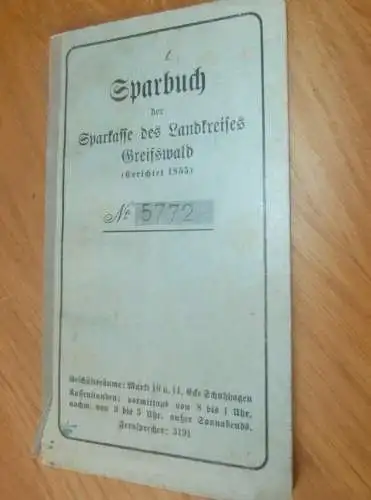 Sparbuch
der
Sparkasse des Landkreises
Greifswald
(Errichtet 1855)
No 5772
Geschäftsräume: Markt 10 u. 11, Ecke Schuhhagen
Kassenstunden: vormittags von 8 bis 1 Uhr,
nachm. von 3 bis 5 Uhr, außer Sonnabends.
Fernsprecher: 3191